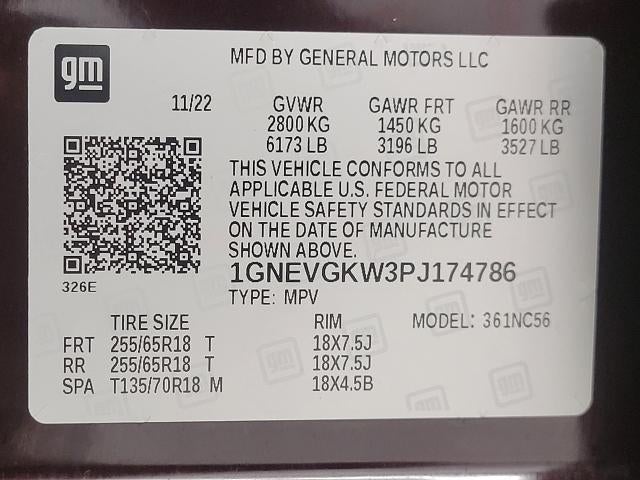 gm
MFD BY GENERAL MOTORS LLC
11/22 GVWR GAWR FRT GAWR RR
2800 KG 1450 KG 1600 KG
6173 LB 3196 LB 3527 LB
THIS VEHICLE CONFORMS TO ALL
APPLICABLE U.S. FEDERAL MOTOR
VEHICLE SAFETY STANDARDS IN EFFECT
ON THE DATE OF MANUFACTURE
SHOWN ABOVE.
326E
1GNEVGKW3PJ174786
TYPE: MPV
TIRE SIZE RIM MODEL: 361NC56
FRT 255/65R18 T 18X7.5J
RR 255/65R18 T 18X7.5J
SPA T135/70R18 M 18X4.5B